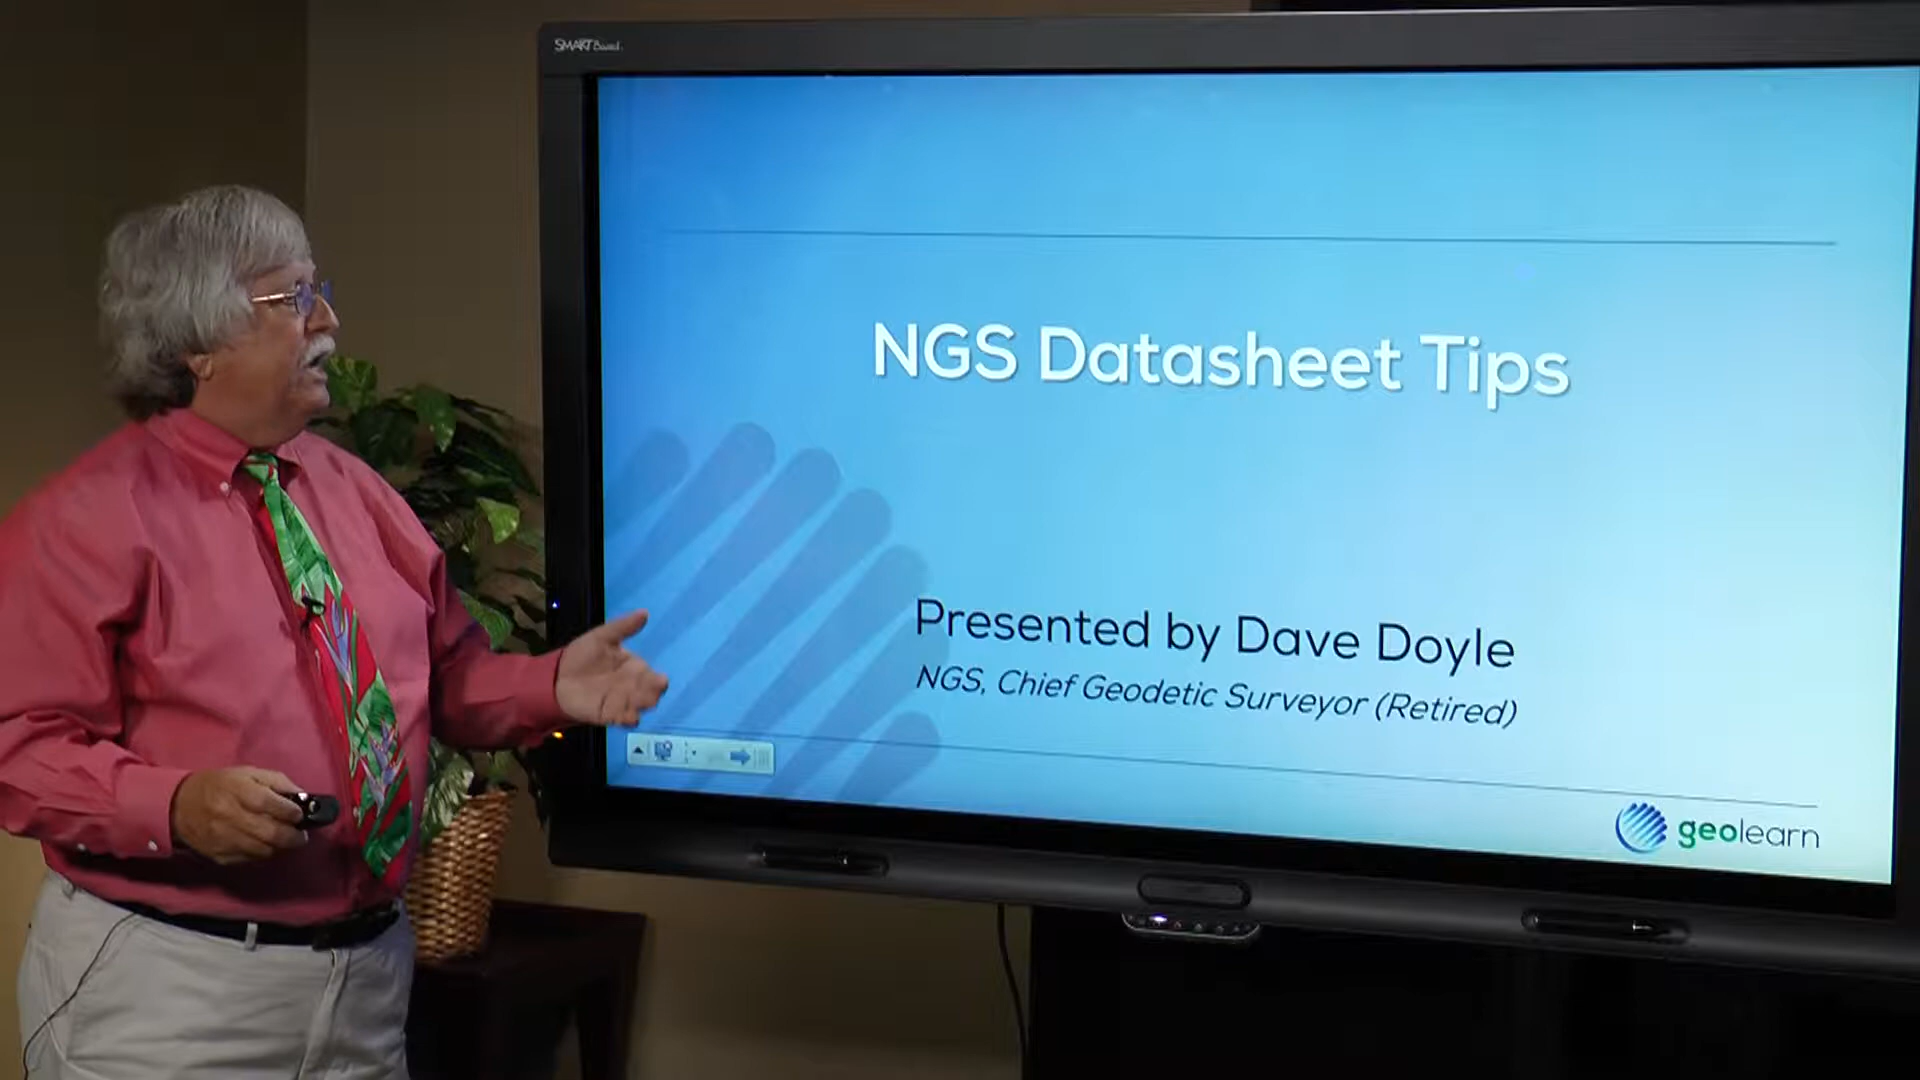 SMART Board
NGS Datasheet Tips
Presented by Dave Doyle
NGS, Chief Geodetic Surveyor (Retired)
geolearn